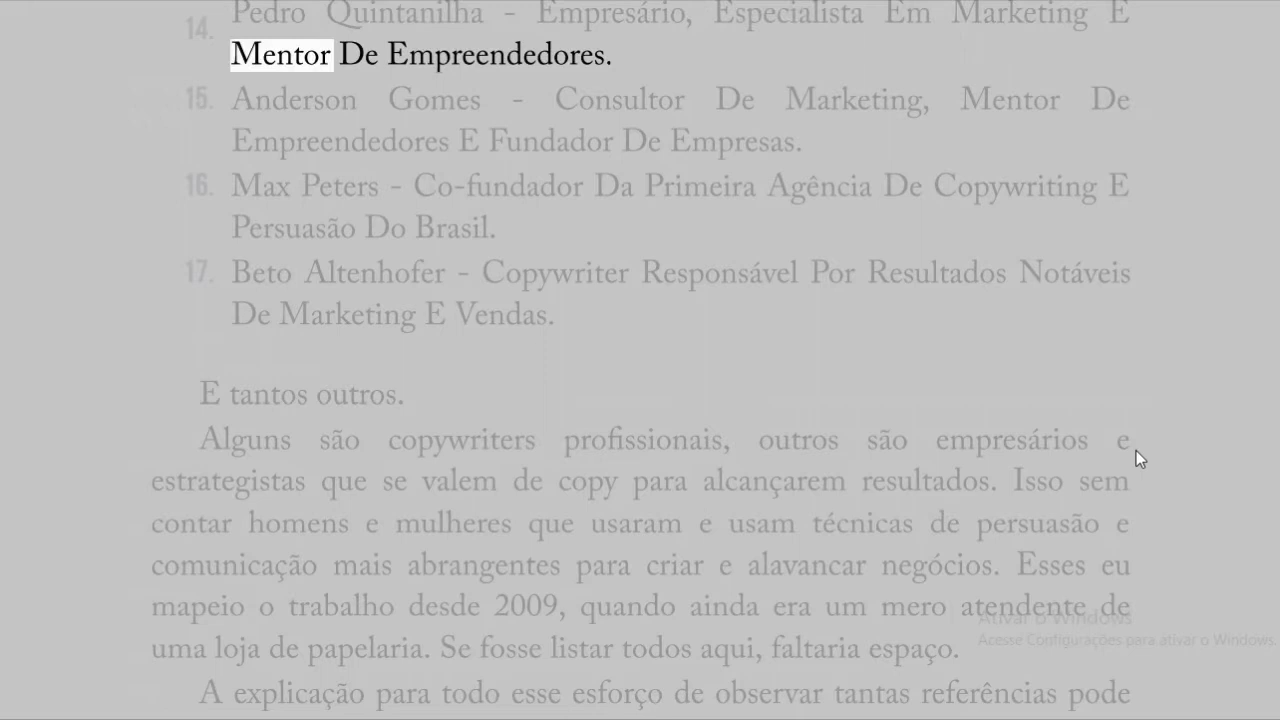 14. Pedro Quintanilha - Empresário, Especialista Em Marketing E
Mentor De Empreendedores.
15. Anderson Gomes - Consultor De Marketing, Mentor De
Empreendedores E Fundador De Empresas.
16. Max Peters - Co-fundador Da Primeira Agência De Copywriting E
Persuasão Do Brasil.
17. Beto Altenhofer - Copywriter Responsável Por Resultados Notáveis
De Marketing E Vendas.
E tantos outros.
Alguns são copywriters profissionais, outros são empresários e
estrategistas que se valem de copy para alcançarem resultados. Isso sem
contar homens e mulheres que usaram e usam técnicas de persuasão e
comunicação mais abrangentes para criar e alavancar negócios. Esses eu
mapeio o trabalho desde 2009, quando ainda era um mero atendente de
uma loja de papelaria. Se fosse listar todos aqui, faltaria espaço.
Ativar o Windows
Acesse Configurações para ativar o Windows.
A explicação para todo esse esforço de observar tantas referências pode